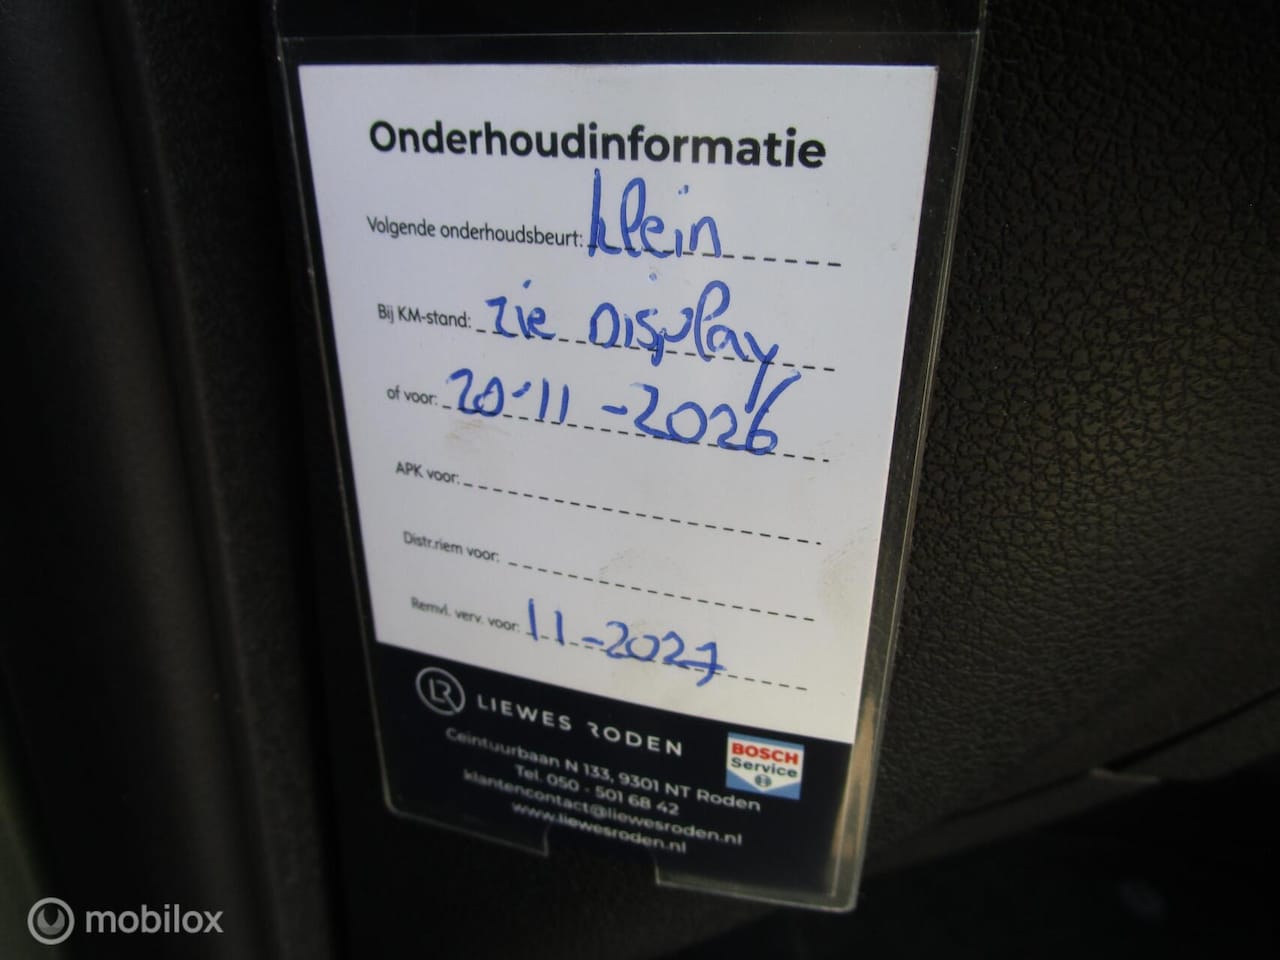 Onderhoudinformatie
Volgende onderhoudsbeurt: klein
Bij KM-stand: zie Display
of voor: 20-11-2026
APK voor:
Distr.riem voor:
Remvl. verv. voor: 11-2027
LR LIEWES RODEN
BOSCH
Service
Ceintuurbaan N 133, 9301 NT Roden
Tel. 050 - 501 68 42
klantencontact@liewesroden.nl
www.liewesroden.nl
mobilox